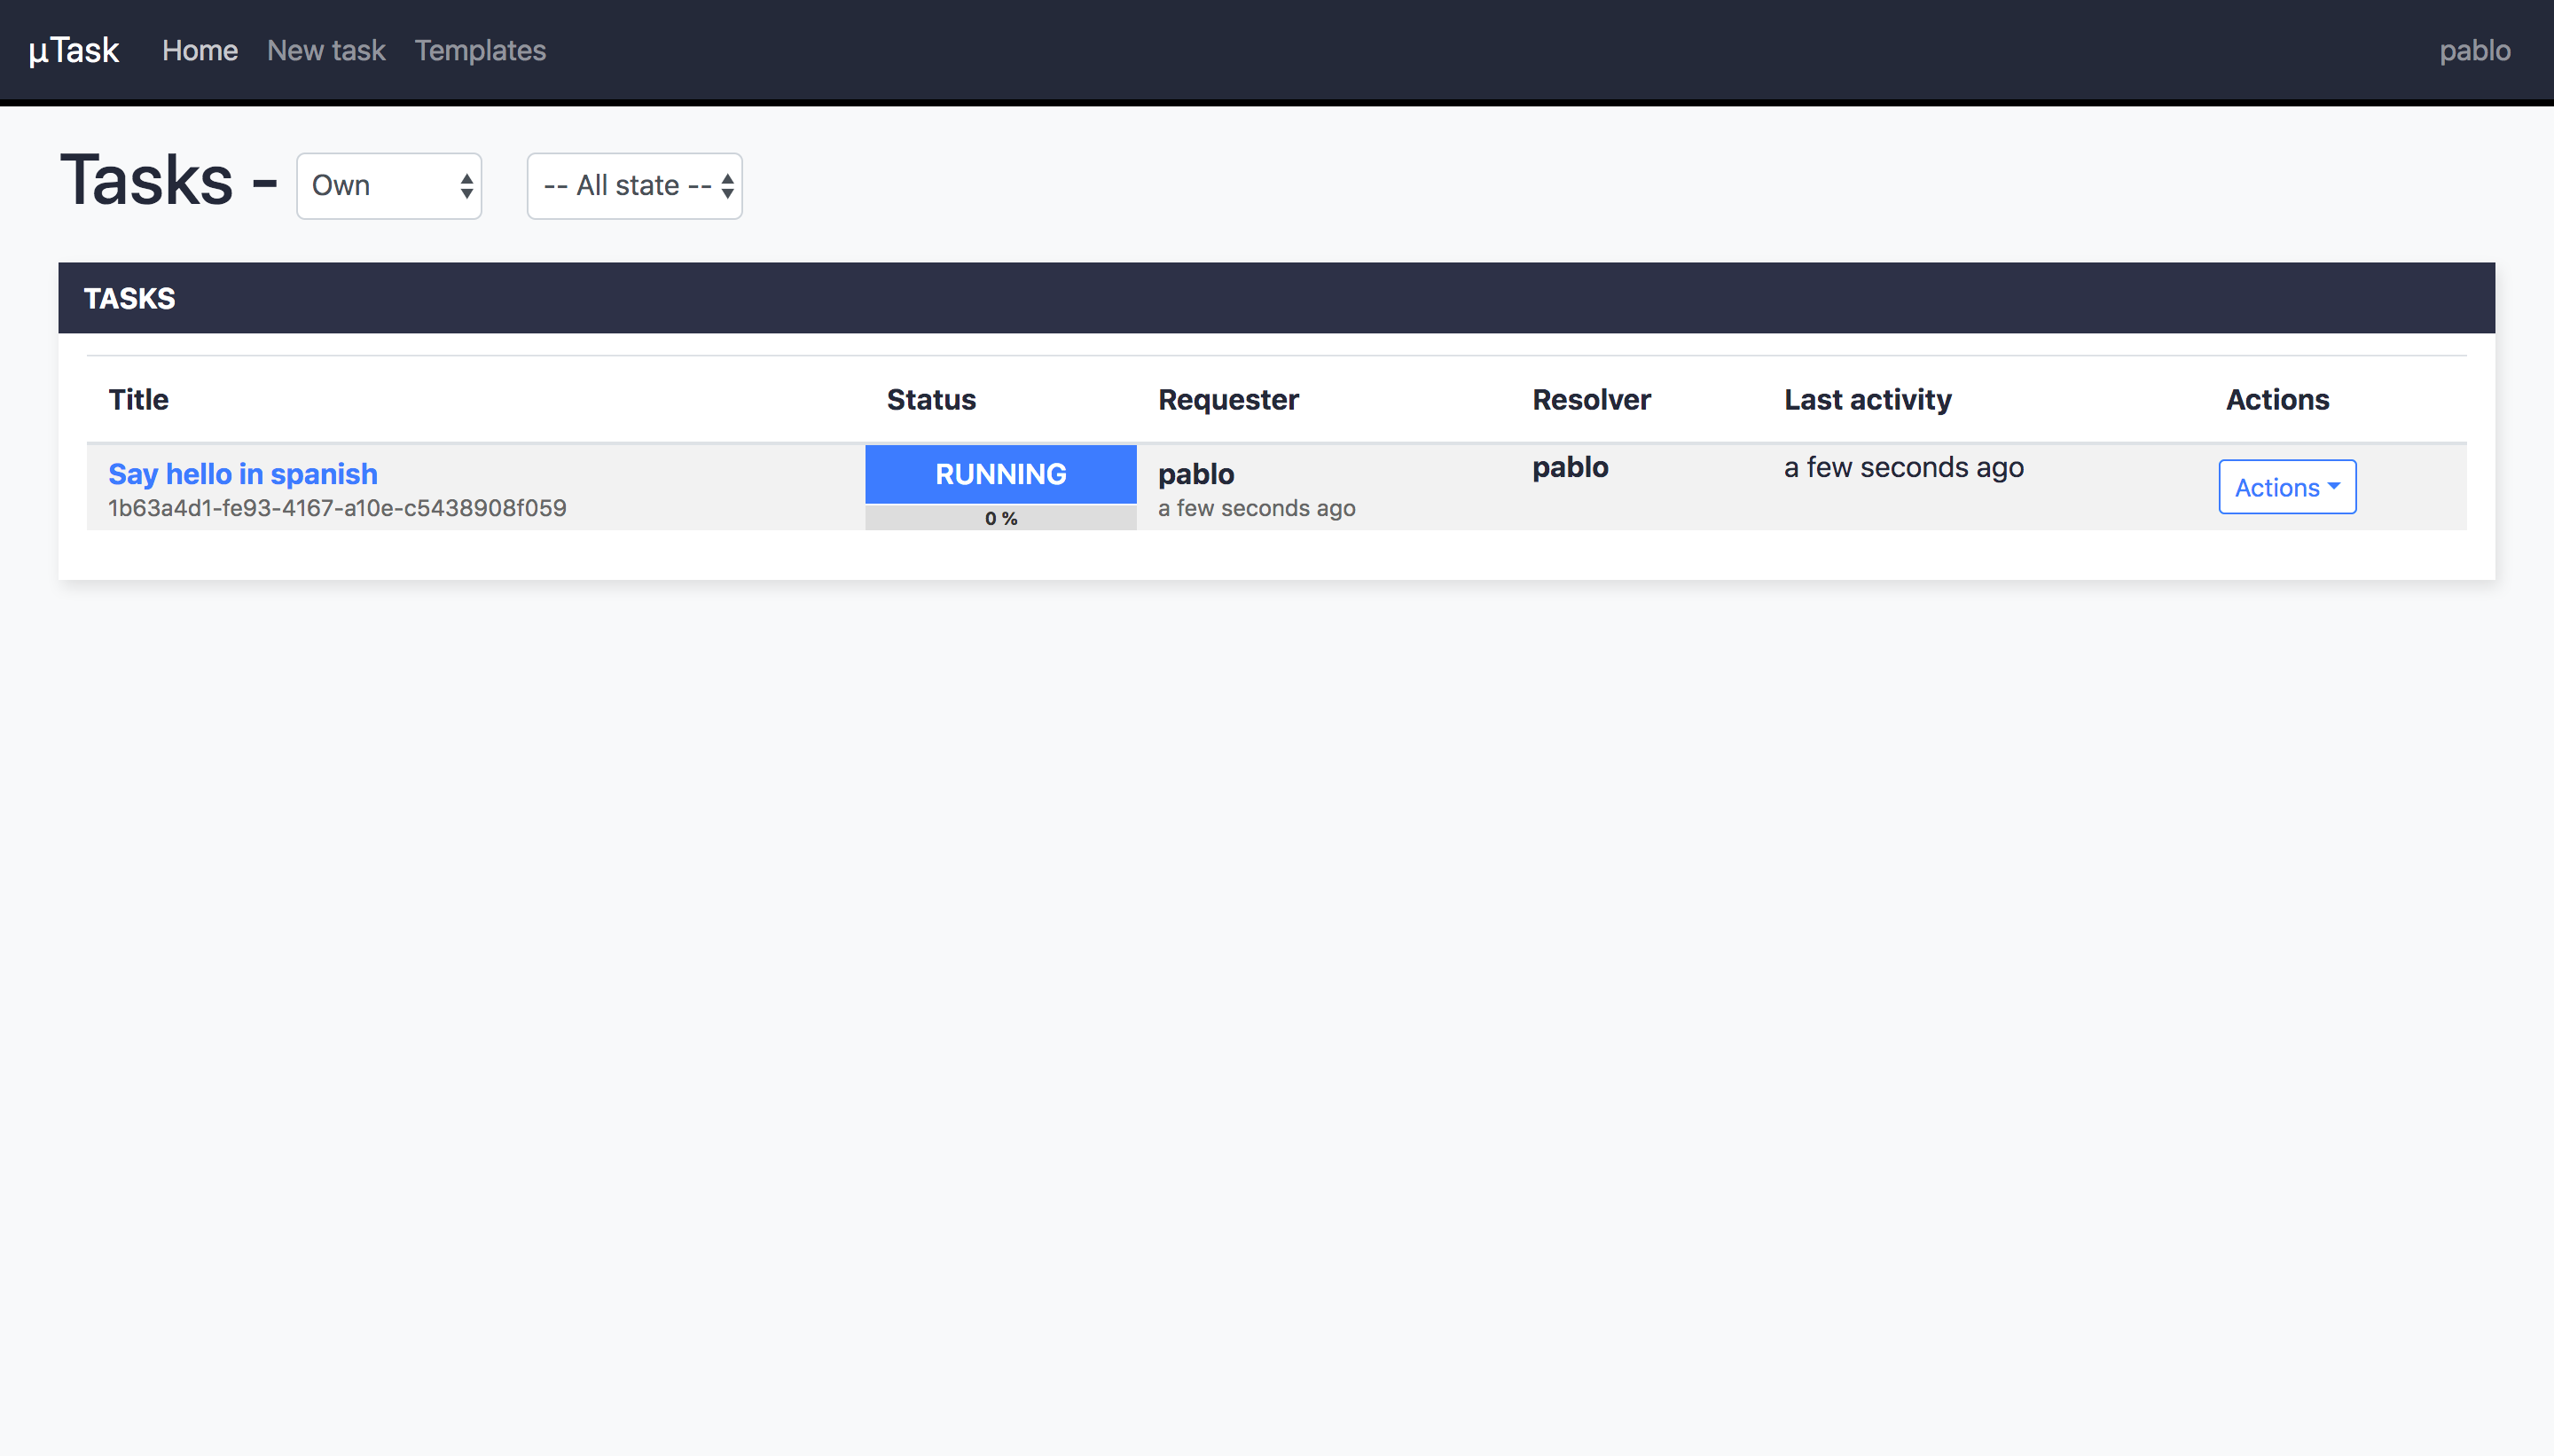 µTask Home New task Templates pablo
Tasks - Own -- All state --
TASKS
Title Status Requester Resolver Last activity Actions
Say hello in spanish RUNNING pablo pablo a few seconds ago Actions
1b63a4d1-fe93-4167-a10e-c5438908f059 0 % a few seconds ago